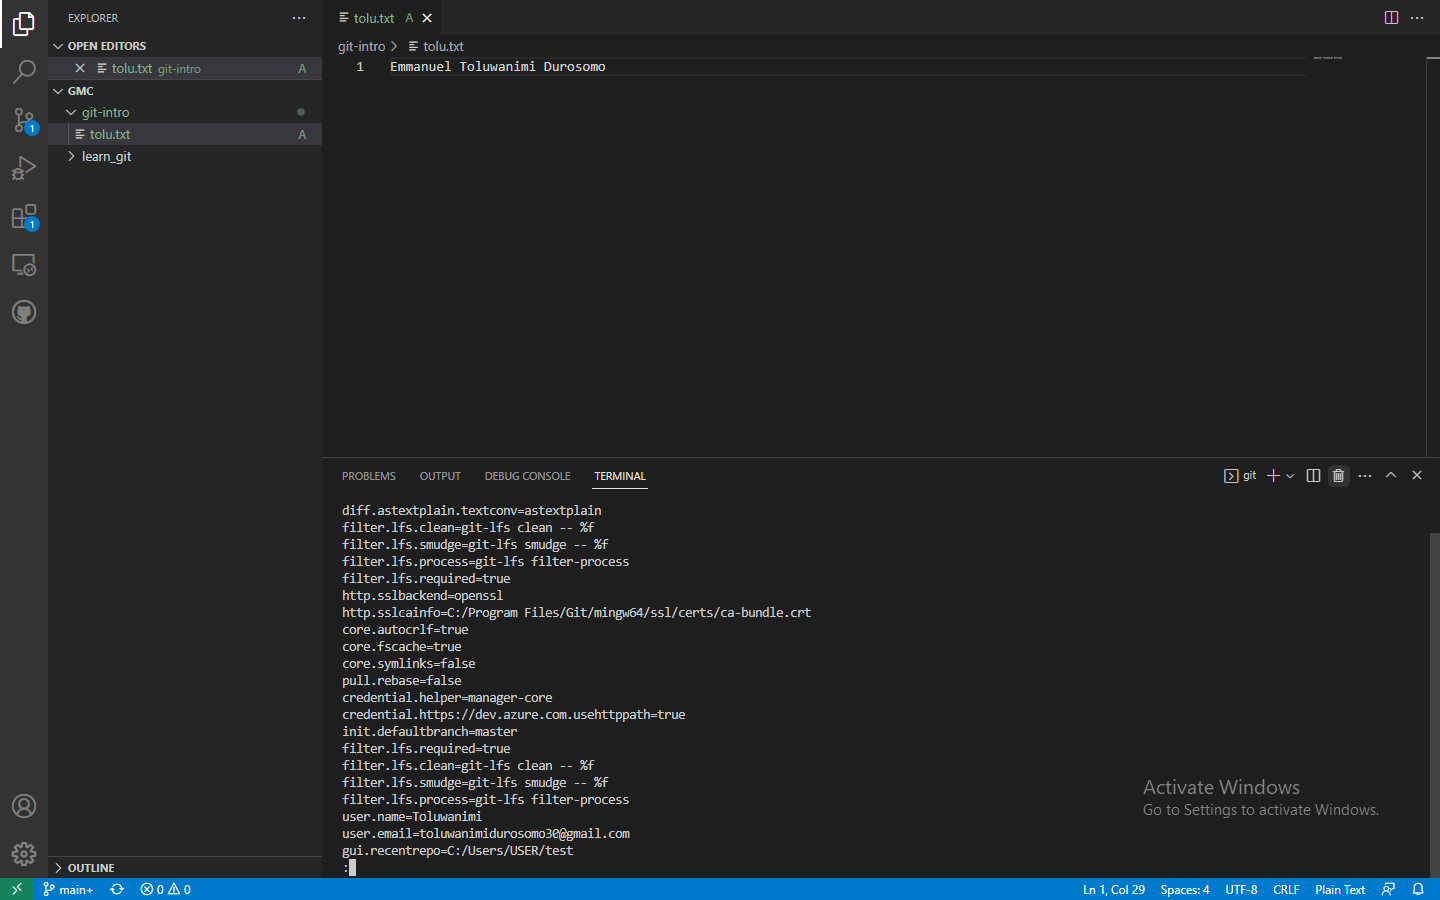 EXPLORER
OPEN EDITORS
tolu.txt git-intro A
GMC
git-intro
tolu.txt A
learn_git
1
1
OUTLINE
tolu.txt A
git-intro > tolu.txt
1 Emmanuel Toluwanimi Durosomo
PROBLEMS OUTPUT DEBUG CONSOLE TERMINAL
git
diff.astextplain.textconv=astextplain
filter.lfs.clean=git-lfs clean -- %f
filter.lfs.smudge=git-lfs smudge -- %f
filter.lfs.process=git-lfs filter-process
filter.lfs.required=true
http.sslbackend=openssl
http.sslcainfo=C:/Program Files/Git/mingw64/ssl/certs/ca-bundle.crt
core.autocrlf=true
core.fscache=true
core.symlinks=false
pull.rebase=false
credential.helper=manager-core
credential.https://dev.azure.com.usehttppath=true
init.defaultbranch=master
filter.lfs.required=true
filter.lfs.clean=git-lfs clean -- %f
filter.lfs.smudge=git-lfs smudge -- %f
filter.lfs.process=git-lfs filter-process
user.name=Toluwanimi
user.email=toluwanimidurosomo30@gmail.com
gui.recentrepo=C:/Users/USER/test
:
Activate Windows
Go to Settings to activate Windows.
main+ 0 0 Ln 1, Col 29 Spaces: 4 UTF-8 CRLF Plain Text